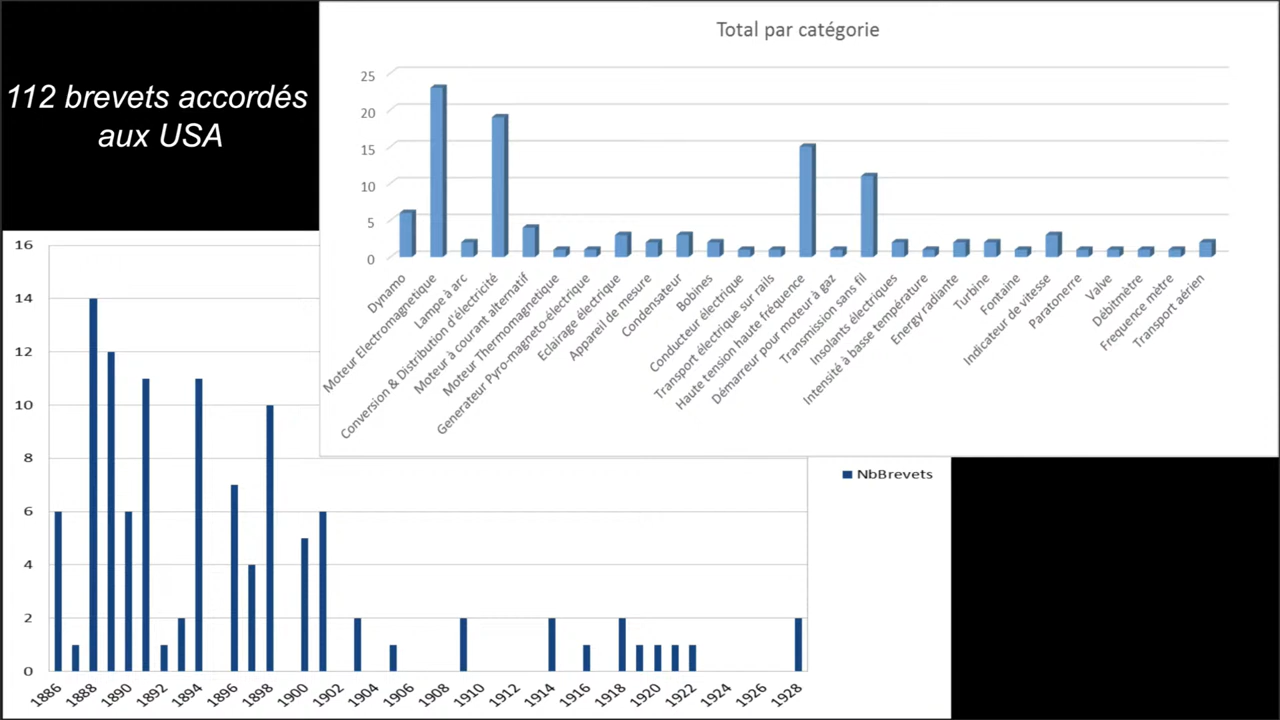 112 brevets accordés
aux USA
Total par catégorie
25
20
15
10
5
0
Dynamo
Moteur Electromagnetique
Lampe à arc
Conversion & Distribution d'électricité
Moteur à courant alternatif
Moteur Thermomagnetique
Generateur Pyro-magneto-électrique
Eclairage électrique
Appareil de mesure
Condensateur
Bobines
Conducteur électrique
Transport électrique sur rails
Haute tension haute fréquence
Démarreur pour moteur à gaz
Transmission sans fil
Insolants électriques
Intensité à basse température
Energy radiante
Turbine
Fontaine
Indicateur de vitesse
Paratonerre
Valve
Débitmètre
Frequence mètre
Transport aérien
16
14
12
10
8
6
4
2
0
1886
1888
1890
1892
1894
1896
1898
1900
1902
1904
1906
1908
1910
1912
1914
1916
1918
1920
1922
1924
1926
1928
NbBrevets